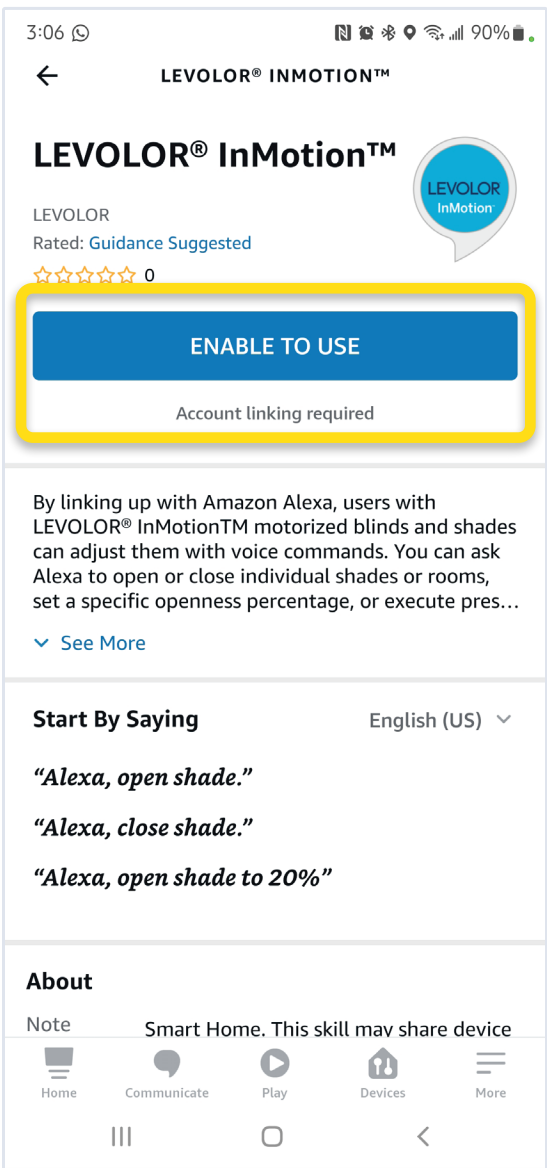 3:06 90%
LEVOLOR® INMOTION™
LEVOLOR® InMotion™
LEVOLOR
InMotion™
LEVOLOR
Rated: Guidance Suggested
0
ENABLE TO USE
Account linking required
By linking up with Amazon Alexa, users with
LEVOLOR® InMotionTM motorized blinds and shades
can adjust them with voice commands. You can ask
Alexa to open or close individual shades or rooms,
set a specific openness percentage, or execute pres...
See More
Start By Saying English (US)
“Alexa, open shade.”
“Alexa, close shade.”
“Alexa, open shade to 20%”
About
Note Smart Home. This skill may share device
Home Communicate Play Devices More